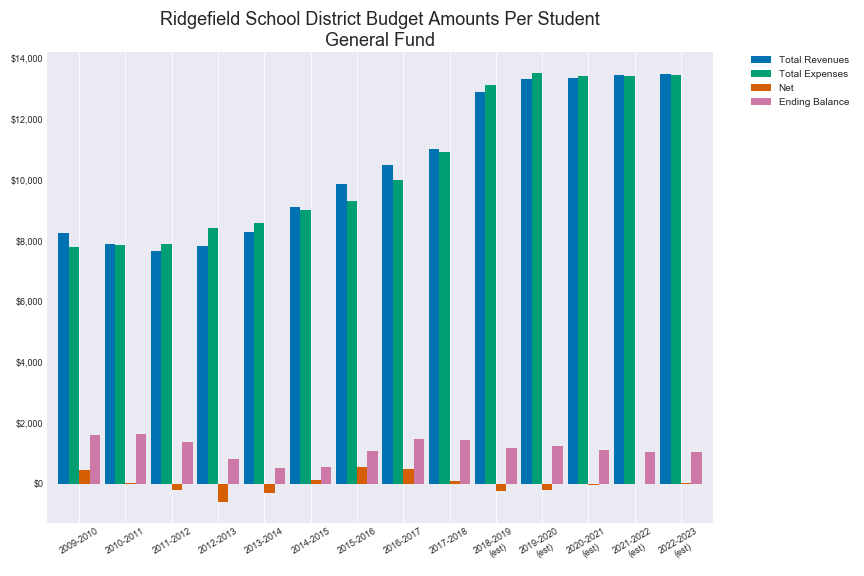 Ridgefield School District Budget Amounts Per Student
General Fund
$14,000
$12,000
$10,000
$8,000
$6,000
$4,000
$2,000
$0
Total Revenues
Total Expenses
Net
Ending Balance
2009-2010
2010-2011
2011-2012
2012-2013
2013-2014
2014-2015
2015-2016
2016-2017
2017-2018
2018-2019
(est)
2019-2020
(est)
2020-2021
(est)
2021-2022
(est)
2022-2023
(est)